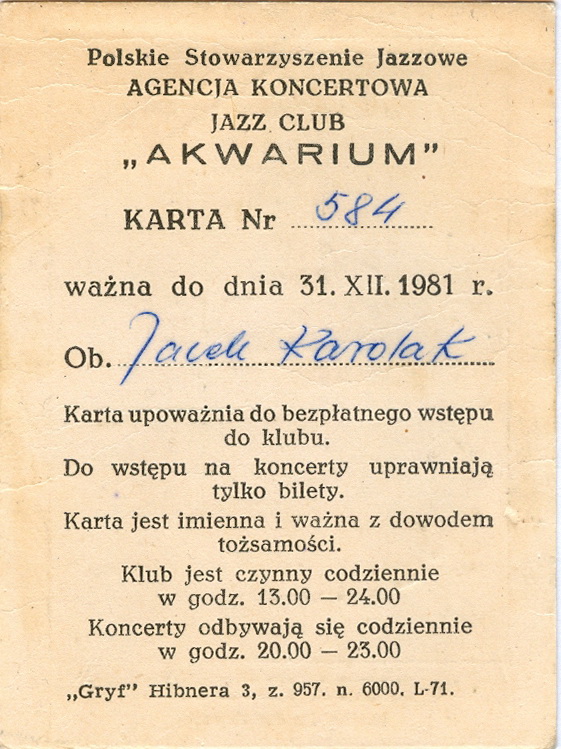 Polskie Stowarzyszenie Jazzowe
AGENCJA KONCERTOWA
JAZZ CLUB
„AKWARIUM”
KARTA Nr 584
ważna do dnia 31. XII. 1981 r.
Ob. Jacek Karolak
Karta upoważnia do bezpłatnego wstępu
do klubu.
Do wstępu na koncerty uprawniają
tylko bilety.
Karta jest imienna i ważna z dowodem
tożsamości.
Klub jest czynny codziennie
w godz. 13.00 — 24.00
Koncerty odbywają się codziennie
w godz. 20.00 — 23.00
„Gryf” Hibnera 3, z. 957. n. 6000. L-71.